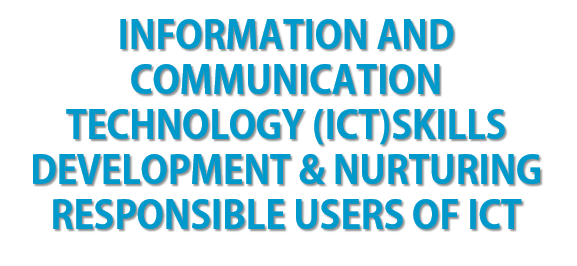 INFORMATION AND
COMMUNICATION
TECHNOLOGY (ICT)SKILLS
DEVELOPMENT & NURTURING
RESPONSIBLE USERS OF ICT